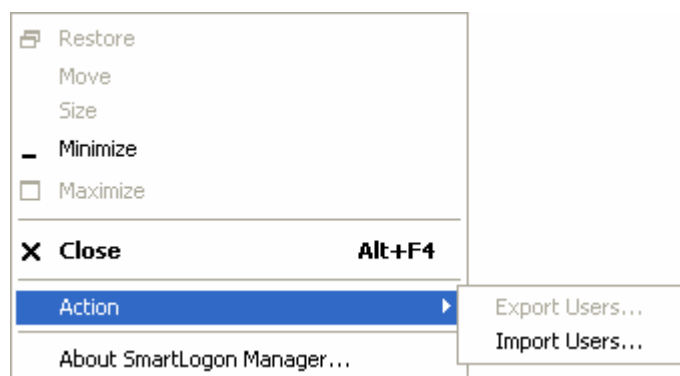 Restore
Move
Size
Minimize
Maximize
Close Alt+F4
Action
Export Users...
Import Users...
About SmartLogon Manager...